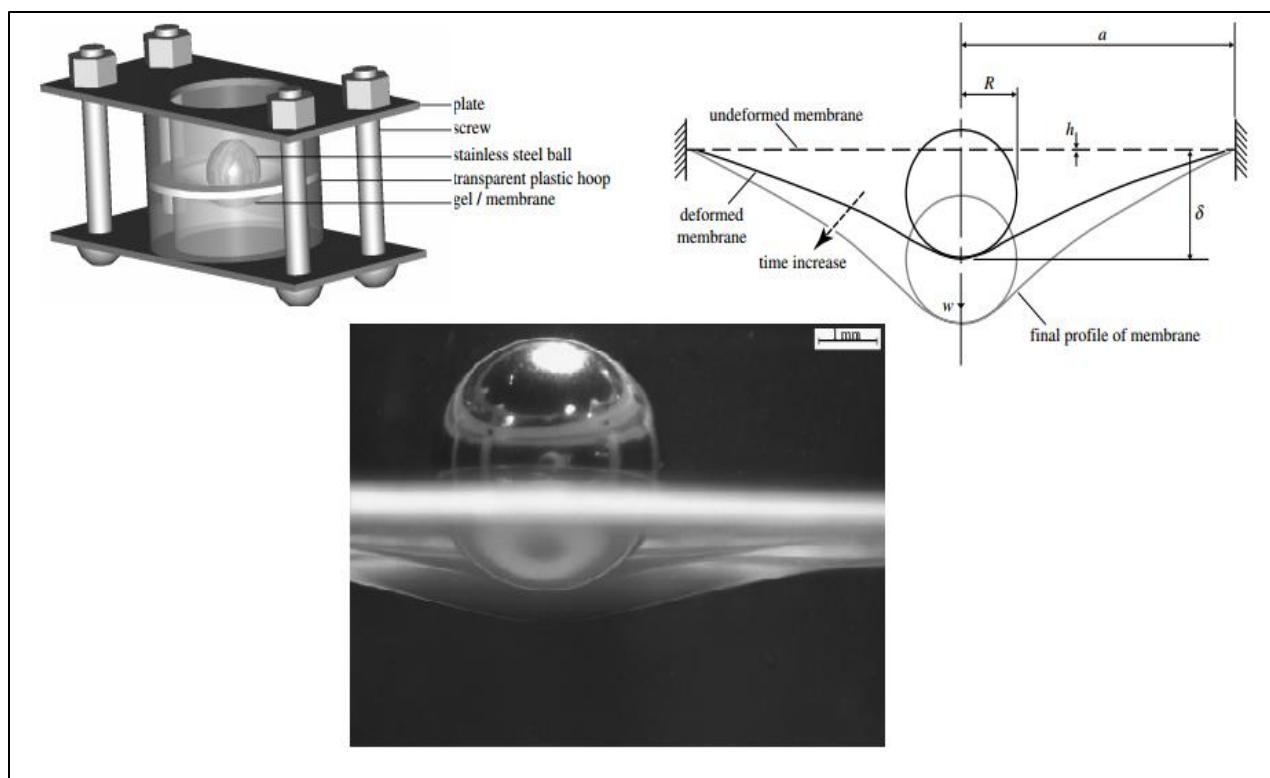 plate
screw
stainless steel ball
transparent plastic hoop
gel / membrane
a
R
undeformed membrane
h
deformed
membrane
δ
time increase
w
final profile of membrane
1 mm